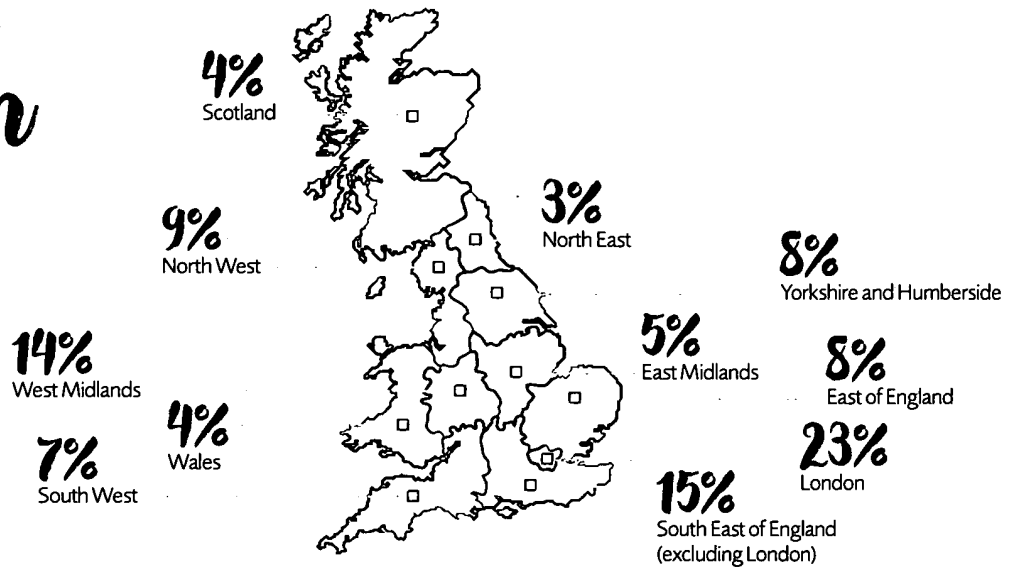 4%
Scotland
3%
North East
9%
North West
8%
Yorkshire and Humberside
5%
East Midlands
14%
West Midlands
8%
East of England
4%
Wales
23%
London
7%
South West
15%
South East of England
(excluding London)